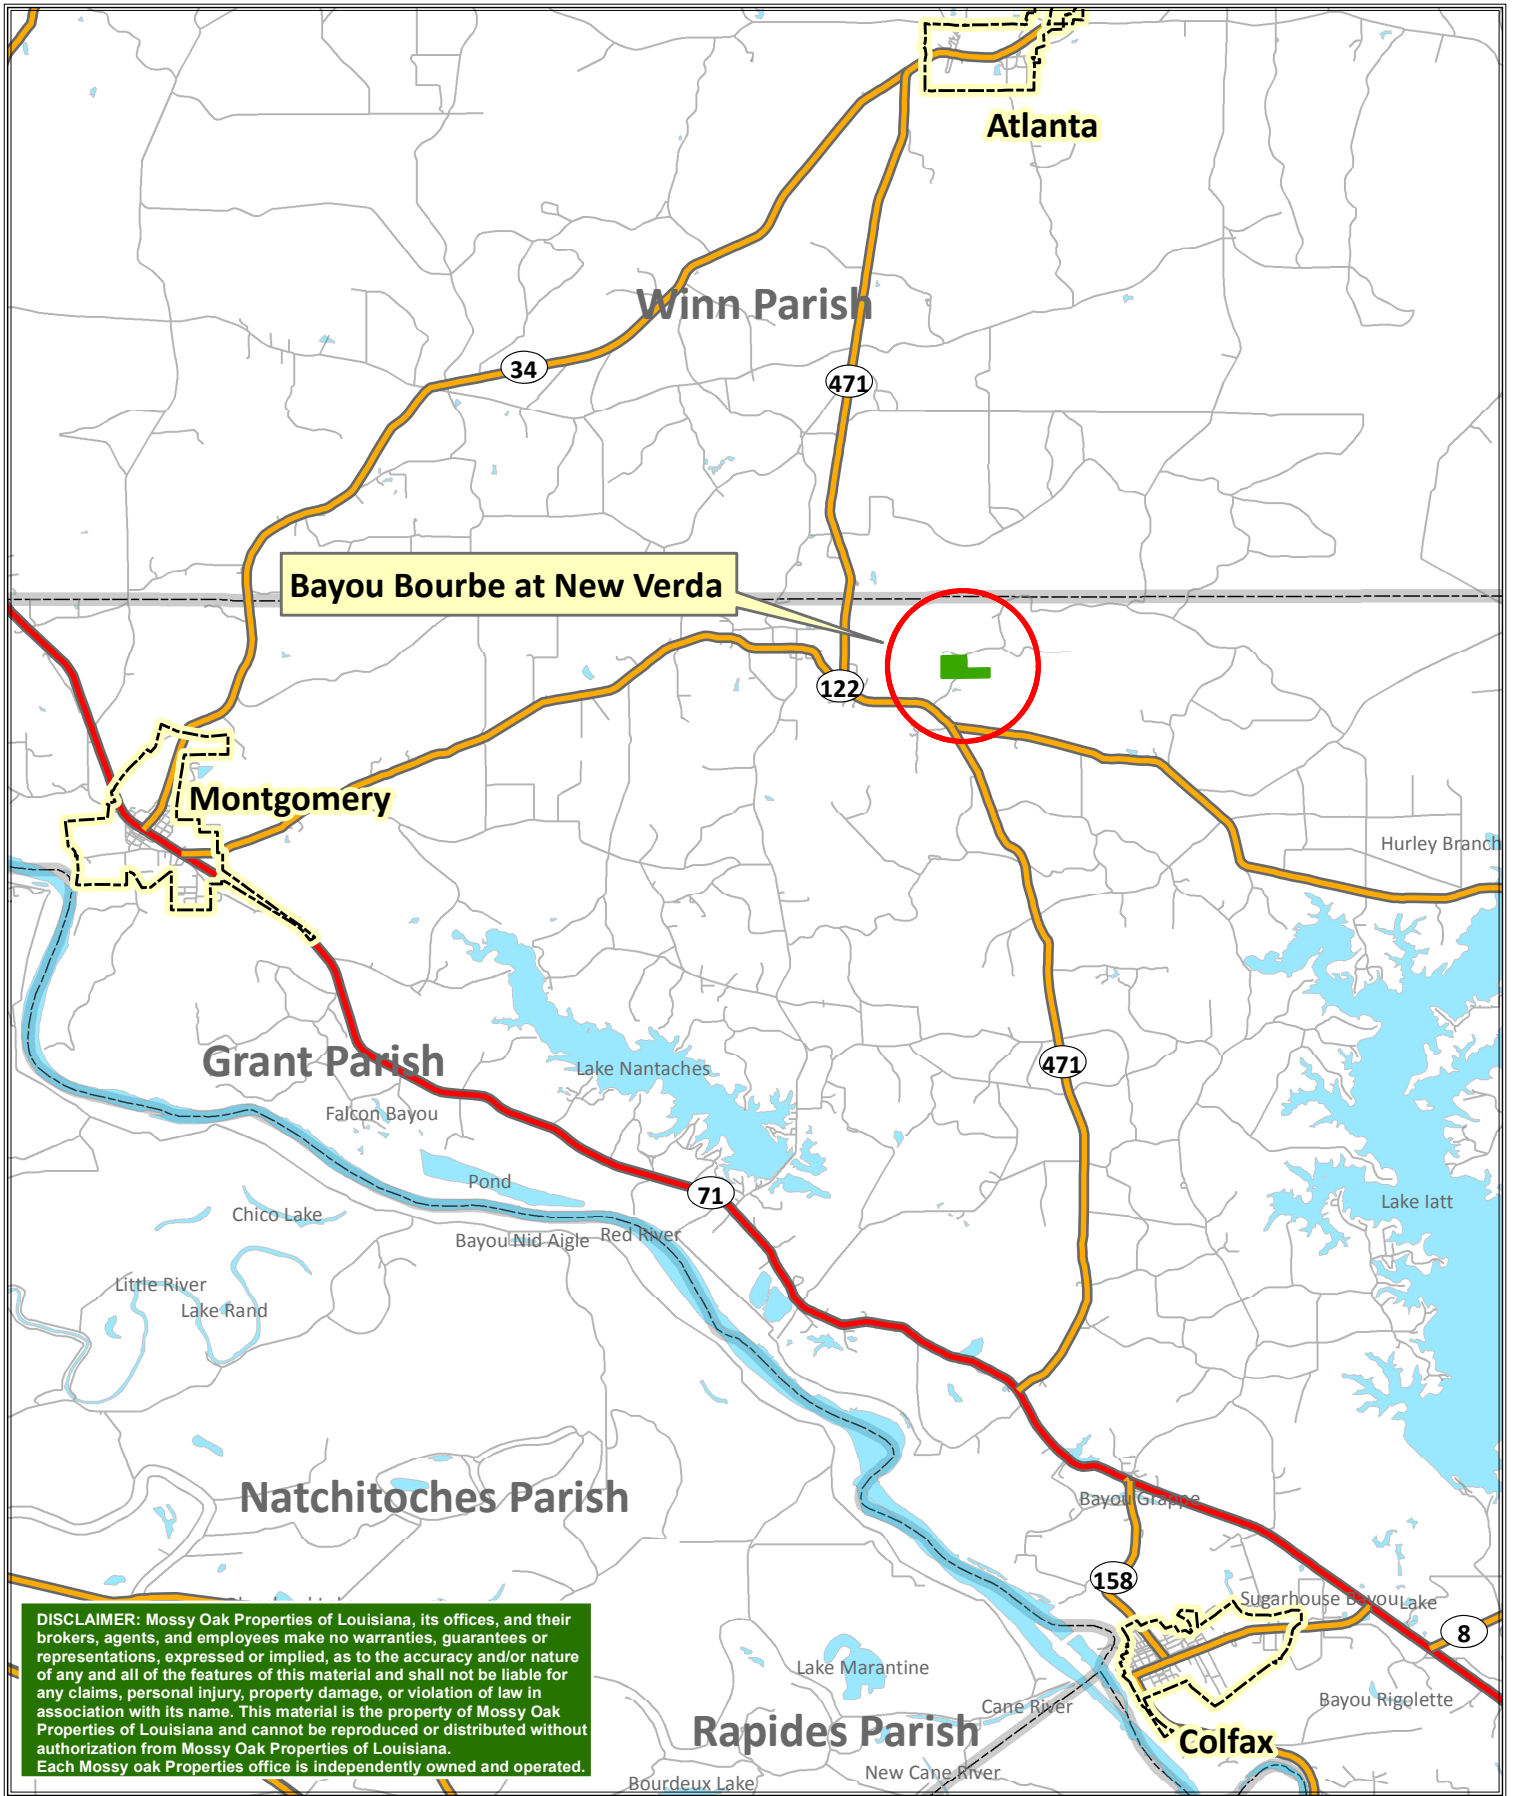 Atlanta
Winn Parish
34
471
Bayou Bourbe at New Verda
122
Montgomery
Hurley Branch
Grant Parish
Lake Nantaches
471
Falcon Bayou
Pond
71
Lake Iatt
Chico Lake
Bayou Nid Aigle
Red River
Little River
Lake Rand
Natchitoches Parish
Bayou Grappe
158
Sugarhouse Bayou
Lake
8
DISCLAIMER: Mossy Oak Properties of Louisiana, its offices, and their
brokers, agents, and employees make no warranties, guarantees or
representations, expressed or implied, as to the accuracy and/or nature
of any and all of the features of this material and shall not be liable for
any claims, personal injury, property damage, or violation of law in
association with its name. This material is the property of Mossy Oak
Properties of Louisiana and cannot be reproduced or distributed without
authorization from Mossy Oak Properties of Louisiana.
Each Mossy oak Properties office is independently owned and operated.
Lake Marantine
Cane River
Bayou Rigolette
Rapides Parish
Colfax
New Cane River
Bourdeux Lake